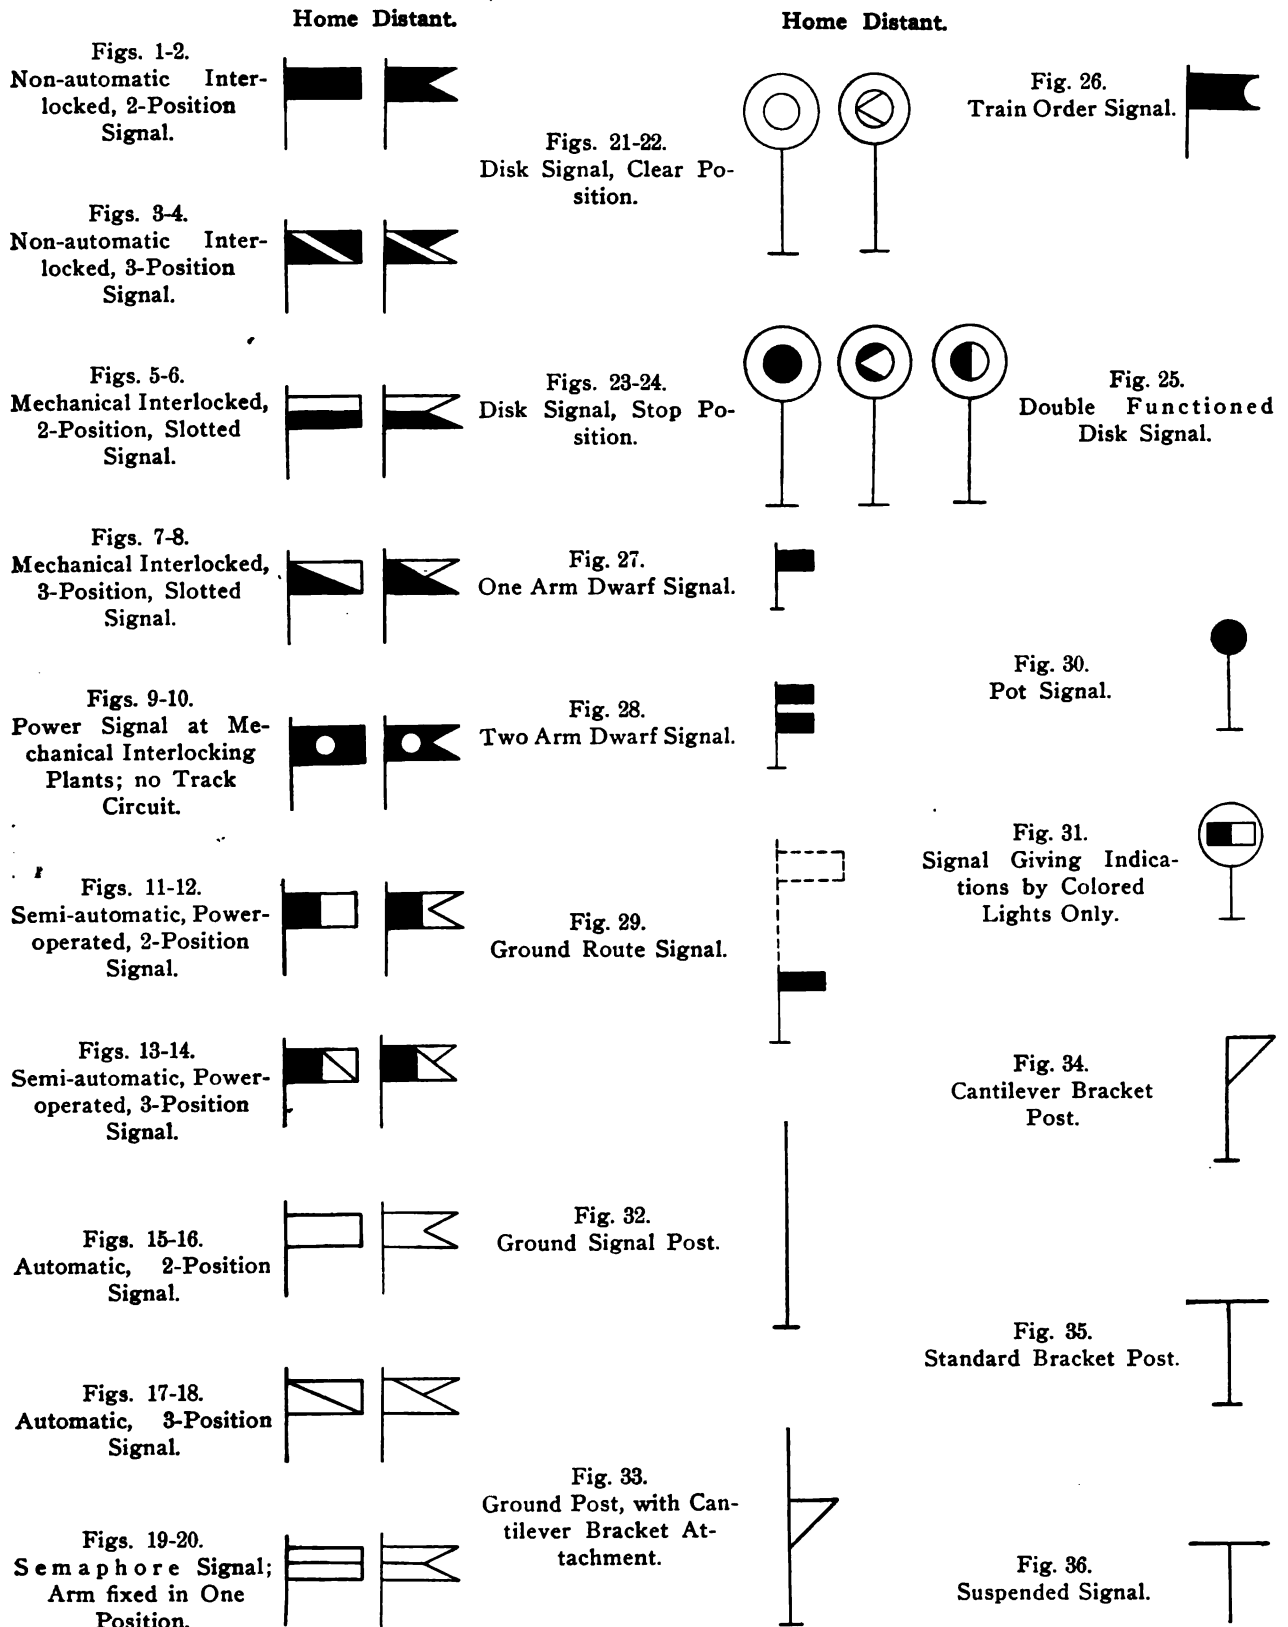 Home Distant.
Figs. 1-2.
Non-automatic Inter-
locked, 2-Position
Signal.
Figs. 3-4.
Non-automatic Inter-
locked, 3-Position
Signal.
Figs. 5-6.
Mechanical Interlocked,
2-Position, Slotted
Signal.
Figs. 7-8.
Mechanical Interlocked,
3-Position, Slotted
Signal.
Figs. 9-10.
Power Signal at Me-
chanical Interlocking
Plants; no Track
Circuit.
Figs. 11-12.
Semi-automatic, Power-
operated, 2-Position
Signal.
Figs. 13-14.
Semi-automatic, Power-
operated, 3-Position
Signal.
Figs. 15-16.
Automatic, 2-Position
Signal.
Figs. 17-18.
Automatic, 3-Position
Signal.
Figs. 19-20.
Semaphore Signal;
Arm fixed in One
Position.
Home Distant.
Figs. 21-22.
Disk Signal, Clear Po-
sition.
Figs. 23-24.
Disk Signal, Stop Po-
sition.
Fig. 27.
One Arm Dwarf Signal.
Fig. 28.
Two Arm Dwarf Signal.
Fig. 29.
Ground Route Signal.
Fig. 32.
Ground Signal Post.
Fig. 33.
Ground Post, with Can-
tilever Bracket At-
tachment.
Fig. 26.
Train Order Signal.
Fig. 25.
Double Functioned
Disk Signal.
Fig. 30.
Pot Signal.
Fig. 31.
Signal Giving Indica-
tions by Colored
Lights Only.
Fig. 34.
Cantilever Bracket
Post.
Fig. 35.
Standard Bracket Post.
Fig. 36.
Suspended Signal.